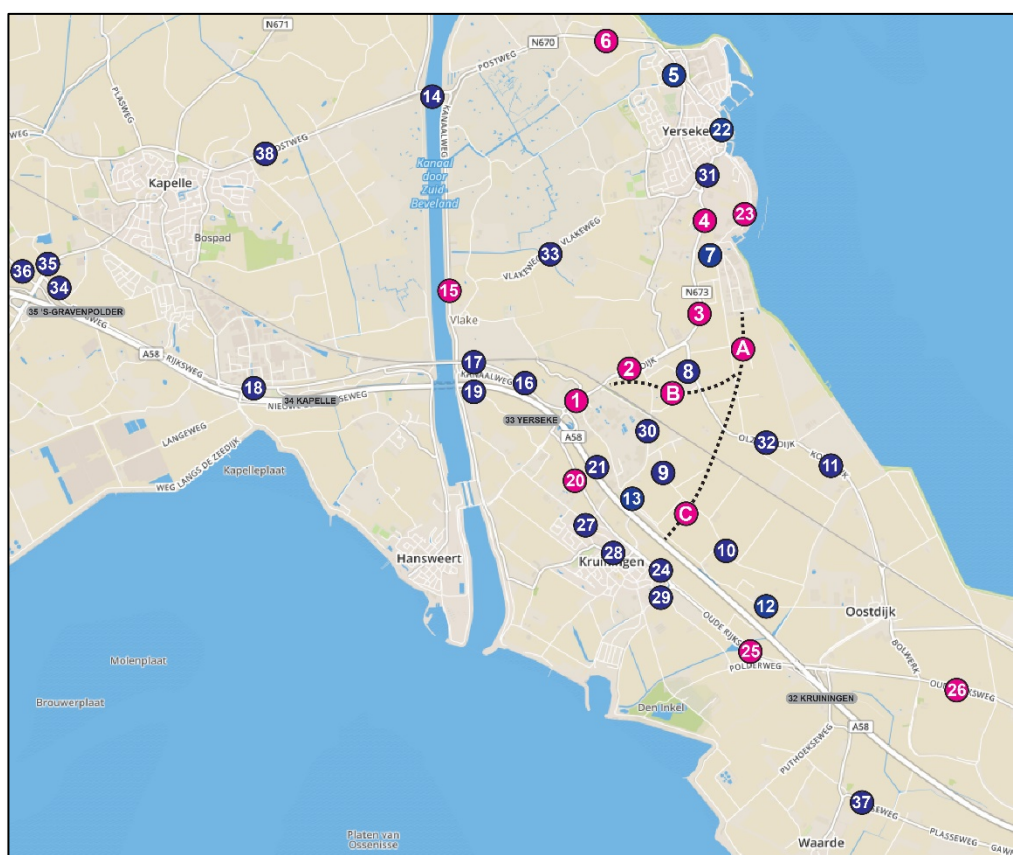 N671
6
N670
POSTWEG
5
PLASWEG
14
KANAALWEG
22
Yerseke
38
POSTWEG
31
Kapelle
Kanaal
door
Zuid-
Beveland
4
23
Bospad
VLAKEWEG
33
VLAKEWEG
7
36
35
34
15
N673
35 'S-GRAVENPOLDER
3
Vlake
A
A58
RIJKSWEG
17
2
DIJK
8
KANAALWEG
16
B
18
19
1
34 KAPELLE
33 YERSEKE
LANGEWEG
A58
30
32
KapellePlaat
WEG LANGS DE ZEEDIJK
21
9
11
20
13
C
27
Hansweert
28
Kruiningen
10
24
29
12
Oostdijk
OUDE RIJKS
25
Molenplaat
POLDERWEG
BOLWERK
26
Brouwerplaat
Den Inkel
32 KRUININGEN
A58
PUTHOEKSEWEG
37
Platen van
Ossenisse
Waarde
PLASSEWEG